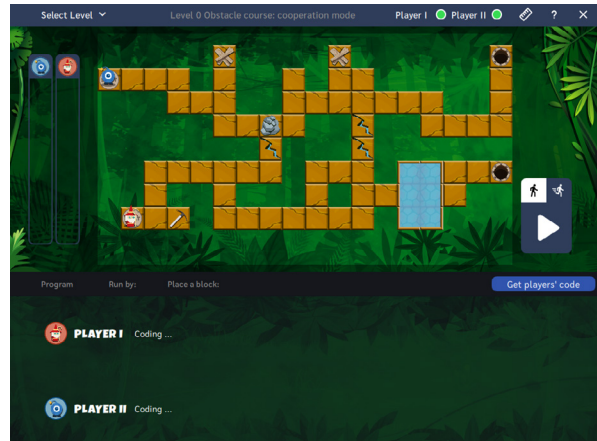 Select Level
Level 0 Obstacle course: cooperation mode
Player I
Player II
?
Program
Run by:
Place a block:
Get players' code
PLAYER I
Coding ...
PLAYER II
Coding ...